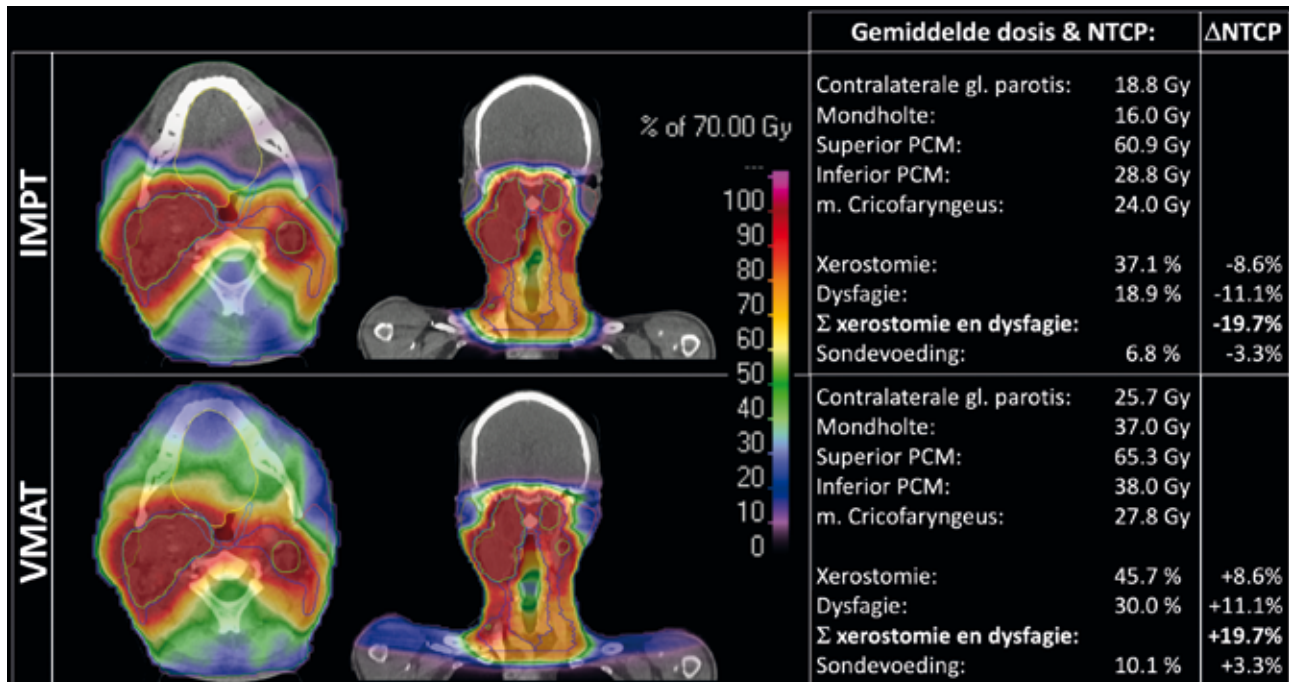 Gemiddelde dosis & NTCP: ΔNTCP
IMPT
% of 70.00 Gy
---
100
90
80
70
60
50
40
30
20
10
0
Contralaterale gl. parotis: 18.8 Gy
Mondholte: 16.0 Gy
Superior PCM: 60.9 Gy
Inferior PCM: 28.8 Gy
m. Cricofaryngeus: 24.0 Gy
Xerostomie: 37.1 % -8.6%
Dysfagie: 18.9 % -11.1%
Σ xerostomie en dysfagie: -19.7%
Sondevoeding: 6.8 % -3.3%
VMAT
Contralaterale gl. parotis: 25.7 Gy
Mondholte: 37.0 Gy
Superior PCM: 65.3 Gy
Inferior PCM: 38.0 Gy
m. Cricofaryngeus: 27.8 Gy
Xerostomie: 45.7 % +8.6%
Dysfagie: 30.0 % +11.1%
Σ xerostomie en dysfagie: +19.7%
Sondevoeding: 10.1 % +3.3%